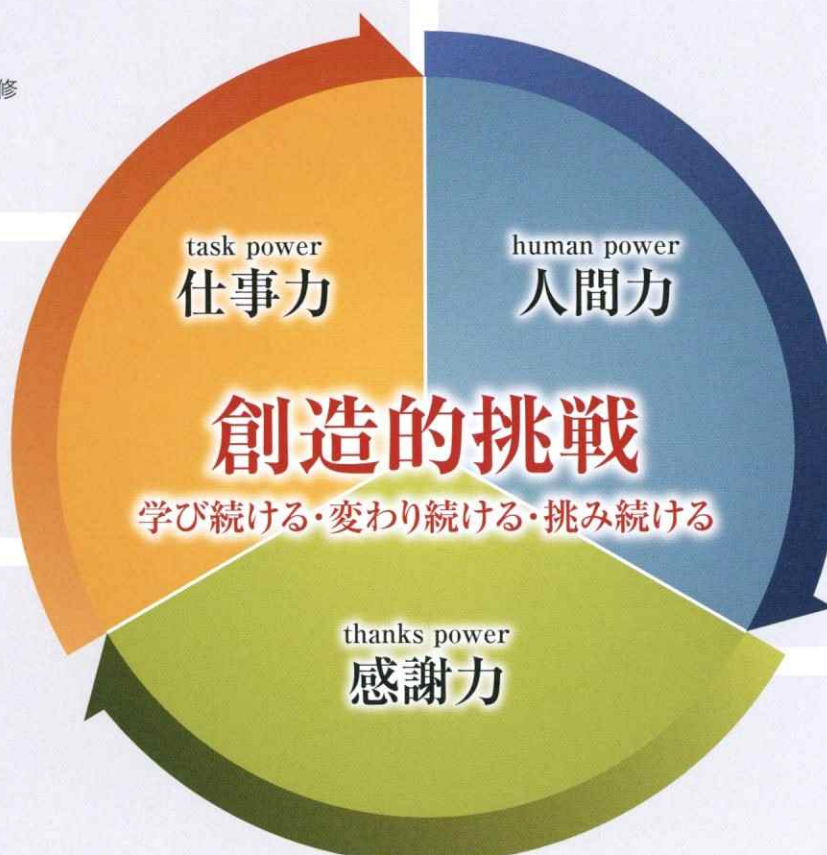 修
task power
仕事力
human power
人間力
創造的挑戦
学び続ける・変わり続ける・挑み続ける
thanks power
感謝力